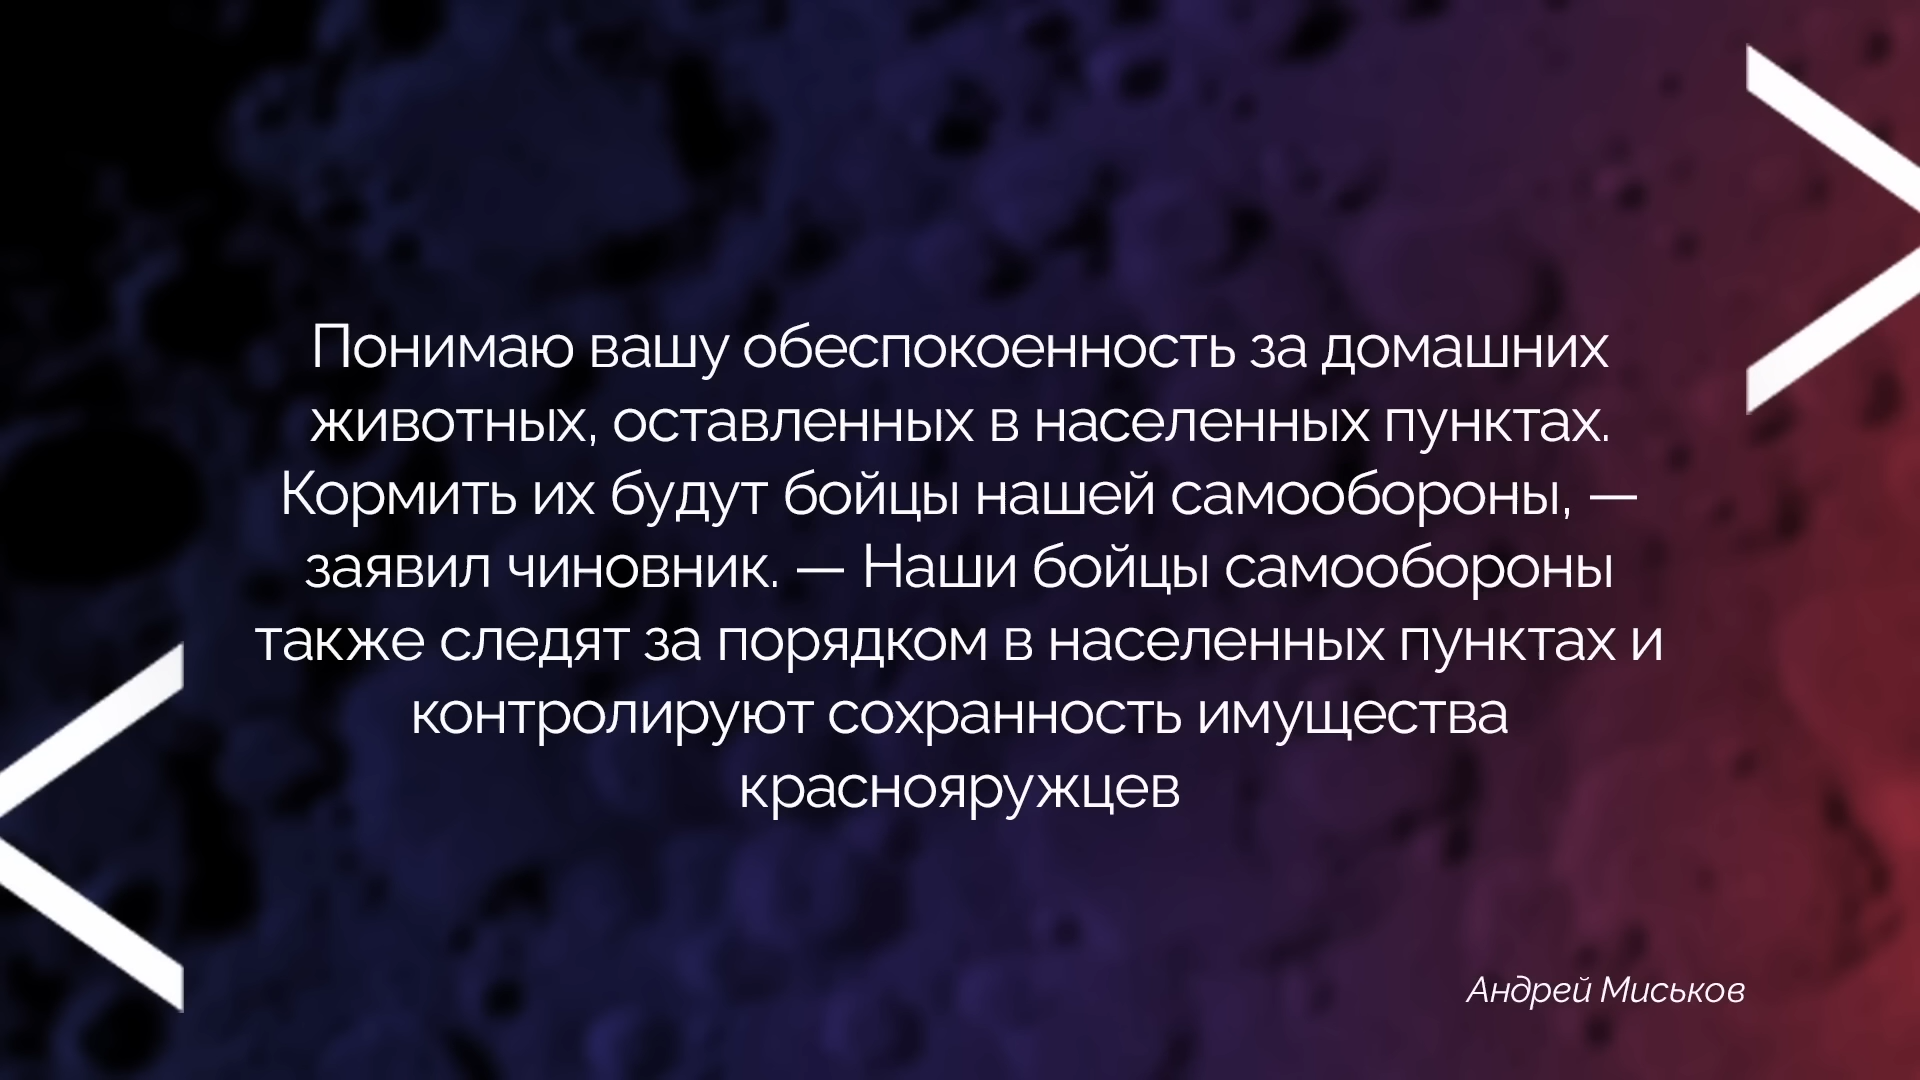 Понимаю вашу обеспокоенность за домашних
животных, оставленных в населенных пунктах.
Кормить их будут бойцы нашей самообороны, —
заявил чиновник. — Наши бойцы самообороны
также следят за порядком в населенных пунктах и
контролируют сохранность имущества
краснояружцев
Андрей Миськов